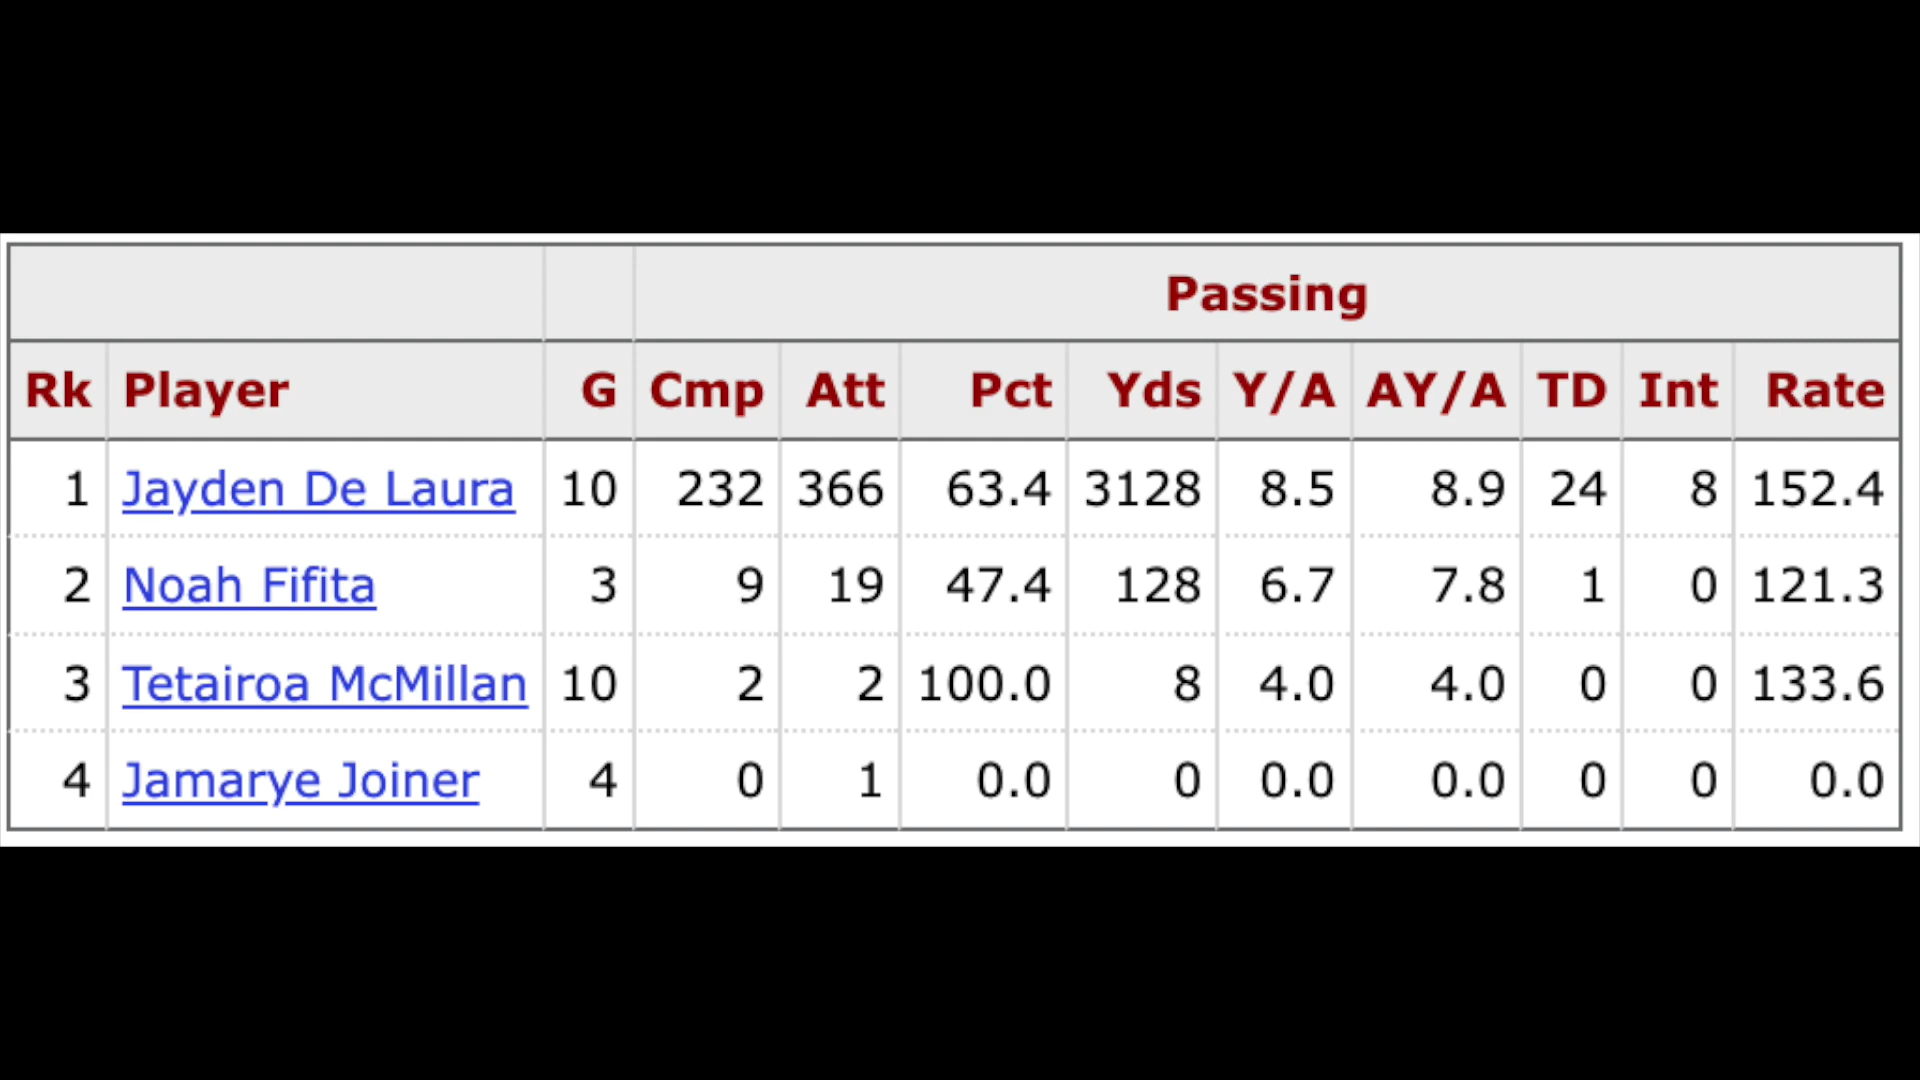 Passing
Rk Player G Cmp Att Pct Yds Y/A AY/A TD Int Rate
1 Jayden De Laura 10 232 366 63.4 3128 8.5 8.9 24 8 152.4
2 Noah Fifita 3 9 19 47.4 128 6.7 7.8 1 0 121.3
3 Tetairoa McMillan 10 2 2 100.0 8 4.0 4.0 0 0 133.6
4 Jamarye Joiner 4 0 1 0.0 0 0.0 0.0 0 0 0.0